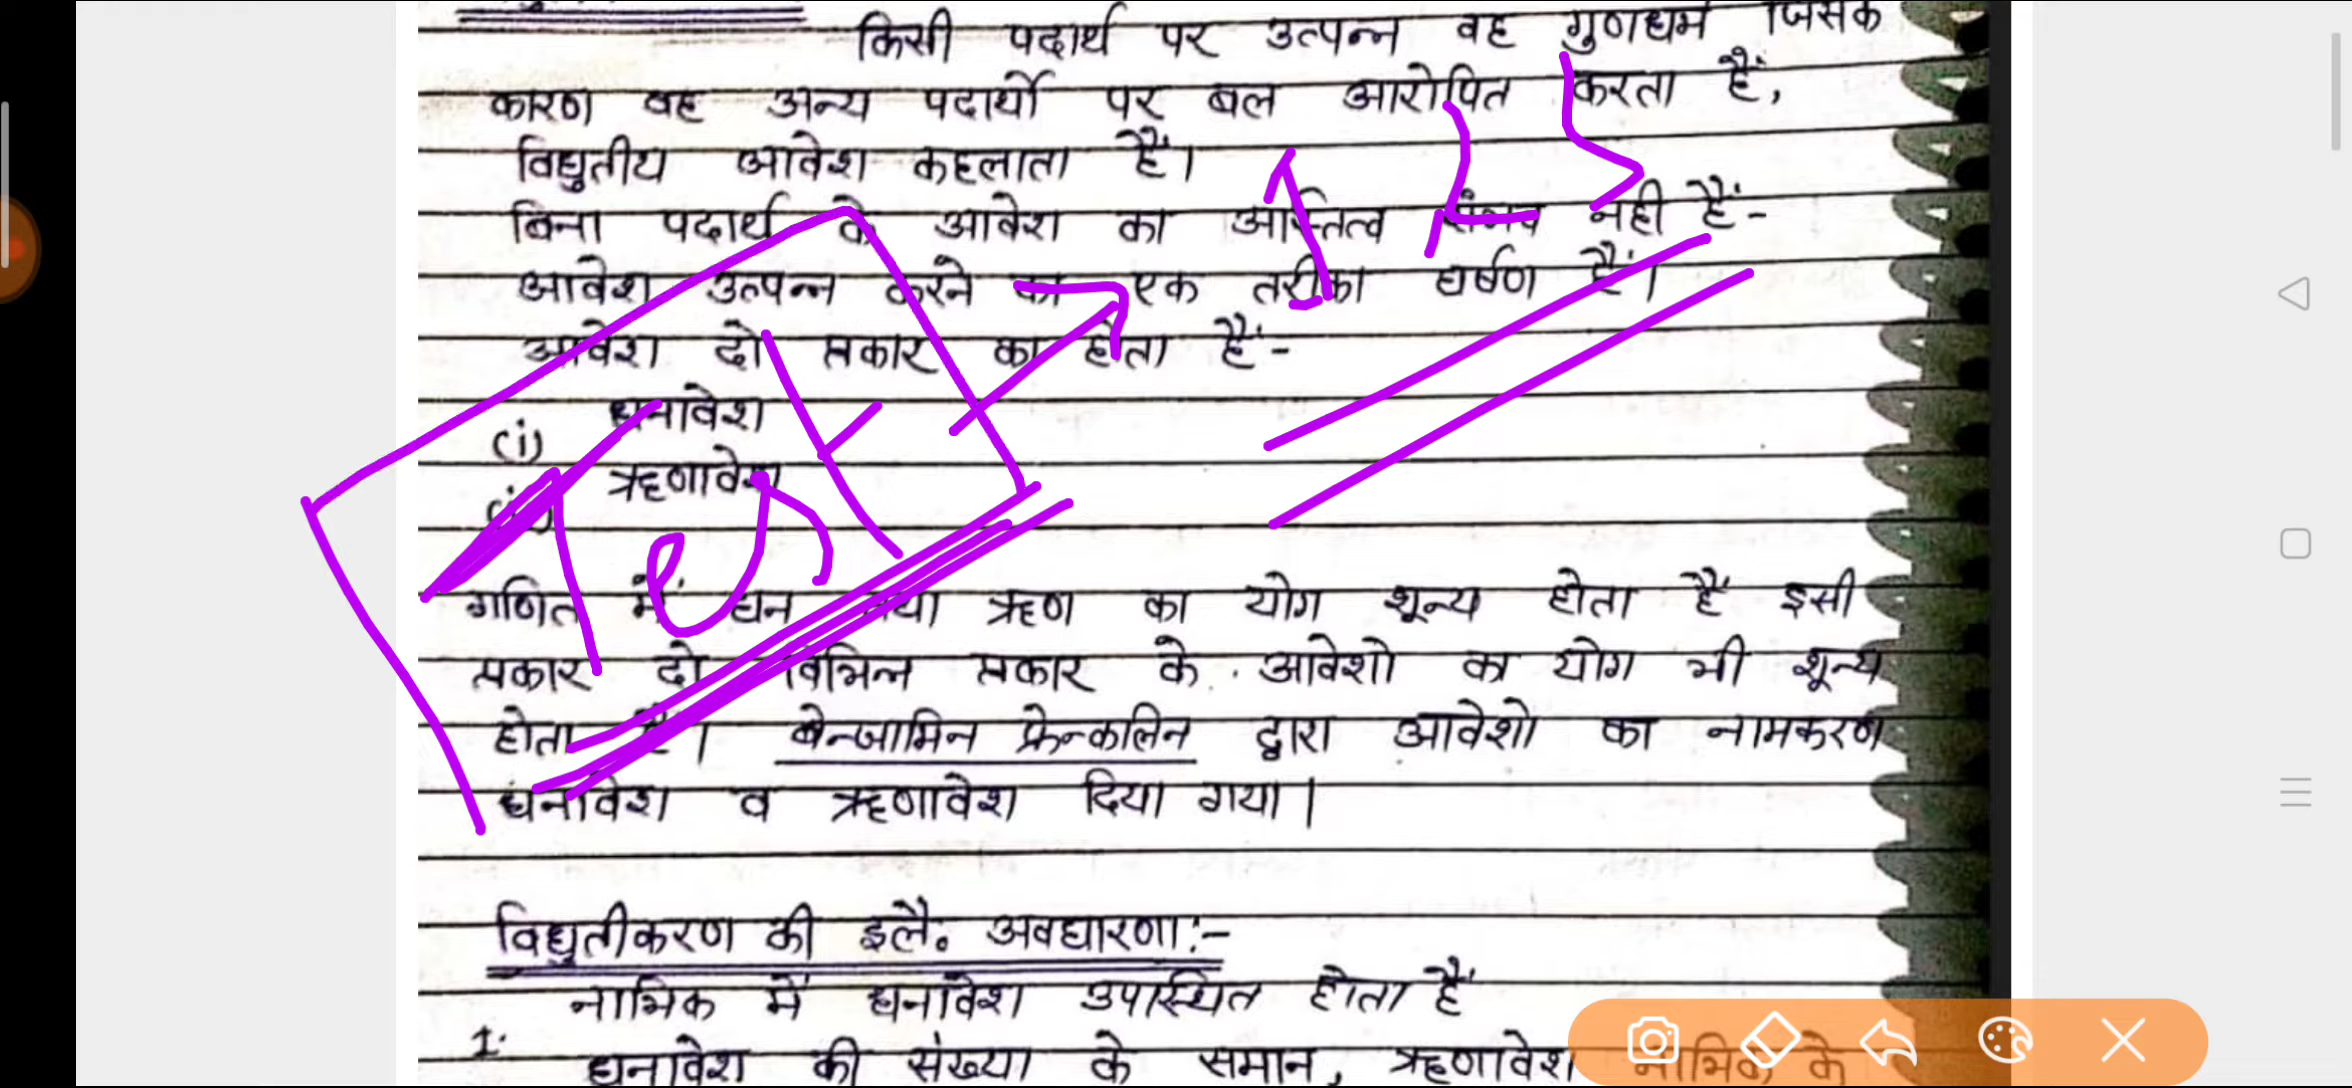 किसी पदार्थ पर उत्पन्न वह गुणधर्म जिसके
कारण वह अन्य पदार्थो पर बल आरोपित करता हैं,
विद्युतीय आवेश कहलाता हैं।
बिना पदार्थ के आवेश का अस्तित्व संभव नही हैं-
आवेश उत्पन्न करने का एक तरीका घर्षण हैं।
आवेश दो प्रकार का होता हैं-
(i) धनावेश
(ii) ऋणावेश
Test
गणित में धन तथा ऋण का योग शून्य होता हैं इसी
प्रकार दो विभिन्न प्रकार के आवेशो का योग भी शून्य
होता हैं। बेन्जामिन फ्रेन्कलिन द्वारा आवेशो का नामकरण
धनावेश व ऋणावेश दिया गया।
विद्युतीकरण की इलै० अवधारणा:-
नाभिक में धनावेश उपस्थित होता हैं
1. धनावेश की संख्या के समान, ऋणावेश नाभिक के